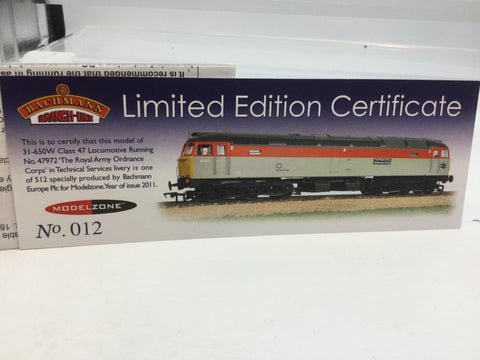 BACHMANN
BRANCH-LINE
Limited Edition Certificate
This is to certify that this model of
31-650W Class 47 Locomotive Running
No. 47972 'The Royal Army Ordnance
Corps' in Technical Services livery is one
of 512 specially produced by Bachmann
Europe Plc for Modelzone. Year of issue 2011.
MODELZONE
No. 012
It is recommended that the running in